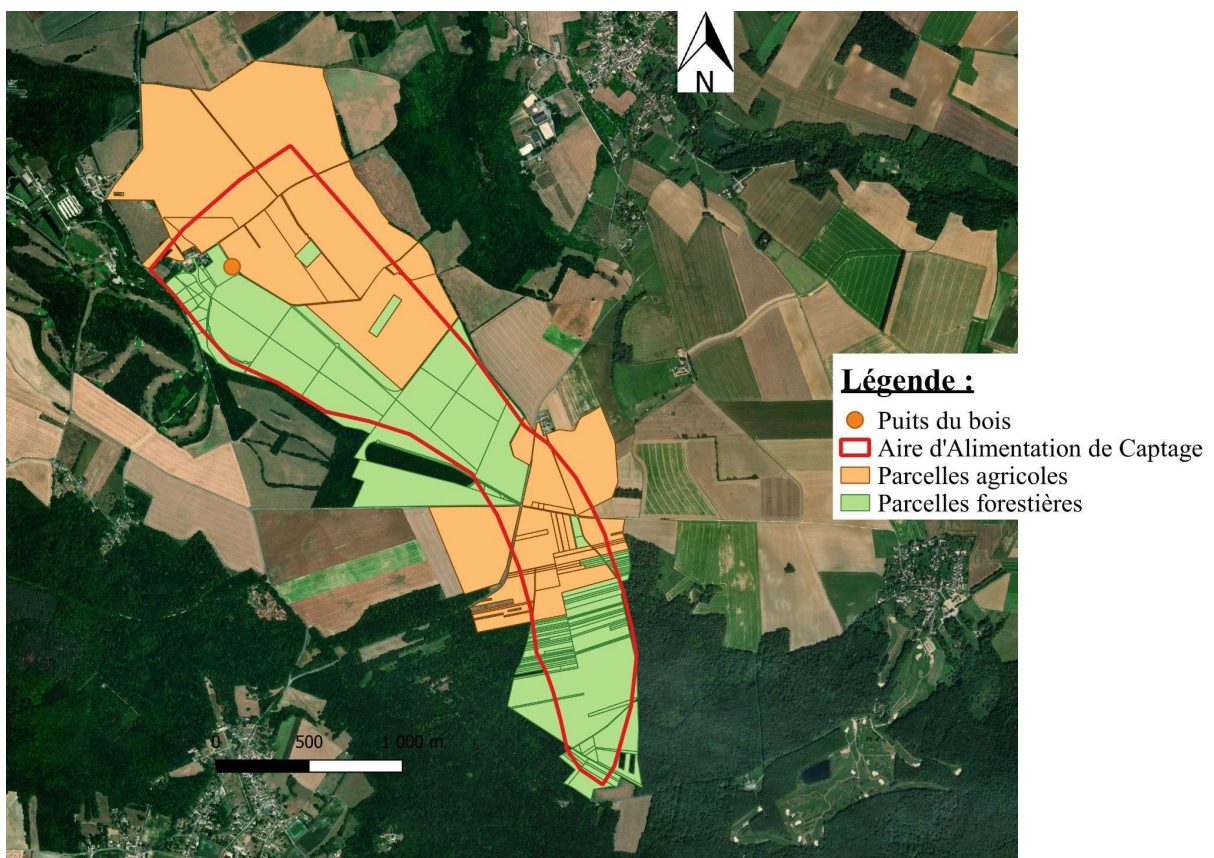 N
Légende :
Puits du bois
Aire d'Alimentation de Captage
Parcelles agricoles
Parcelles forestières
0 500 1 000 m